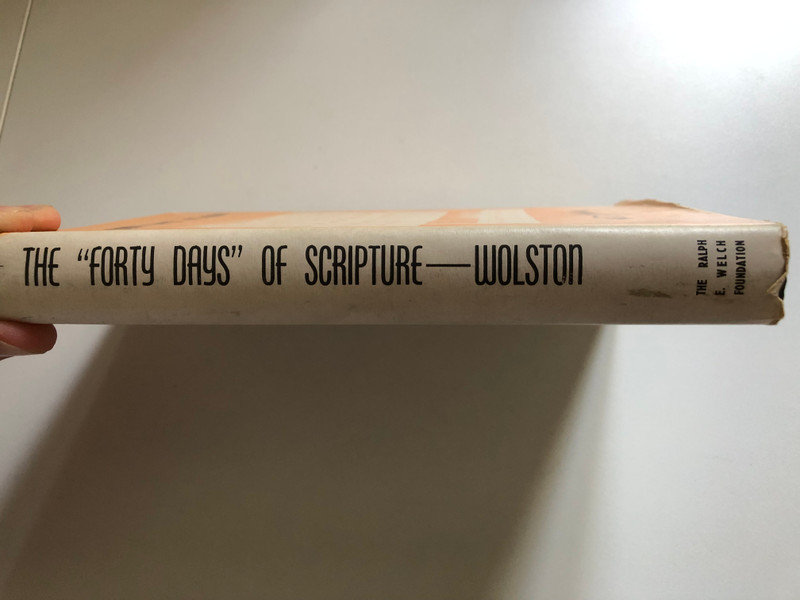 THE "FORTY DAYS" OF SCRIPTURE—WOLSTON
THE RALPH
E. WELCH
FOUNDATION